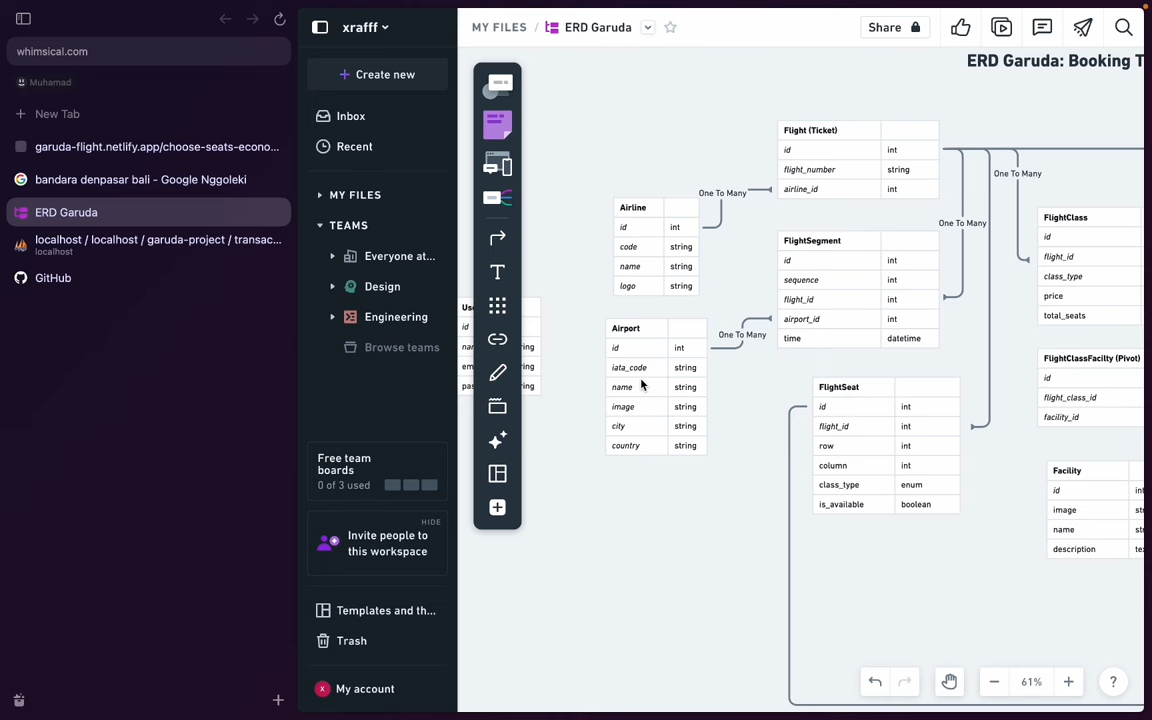 whimsical.com
Muhamad
New Tab
garuda-flight.netlify.app/choose-seats-econo...
bandara denpasar bali - Google Nggoleki
ERD Garuda
localhost / localhost / garuda-project / transac...
localhost
GitHub
xrafff
Create new
Inbox
Recent
MY FILES
TEAMS
Everyone at...
Design
Engineering
Browse teams
Free team
boards
0 of 3 used
HIDE
Invite people to
this workspace
Templates and th...
Trash
X My account
MY FILES / ERD Garuda
Share
ERD Garuda: Booking T
Flight (Ticket)
id int
flight_number string
airline_id int
One To Many
Airline
id int
code string
name string
logo string
One To Many
One To Many
FlightSegment
id int
sequence int
flight_id int
airport_id int
time datetime
FlightClass
id
flight_id
class_type
price
total_seats
Airport
id int
iata_code string
name string
image string
city string
country string
One To Many
FlightClassFacilty (Pivot)
id
flight_class_id
facility_id
FlightSeat
id int
flight_id int
row int
column int
class_type enum
is_available boolean
Facility
id int
image str
name str
description te
61%
?